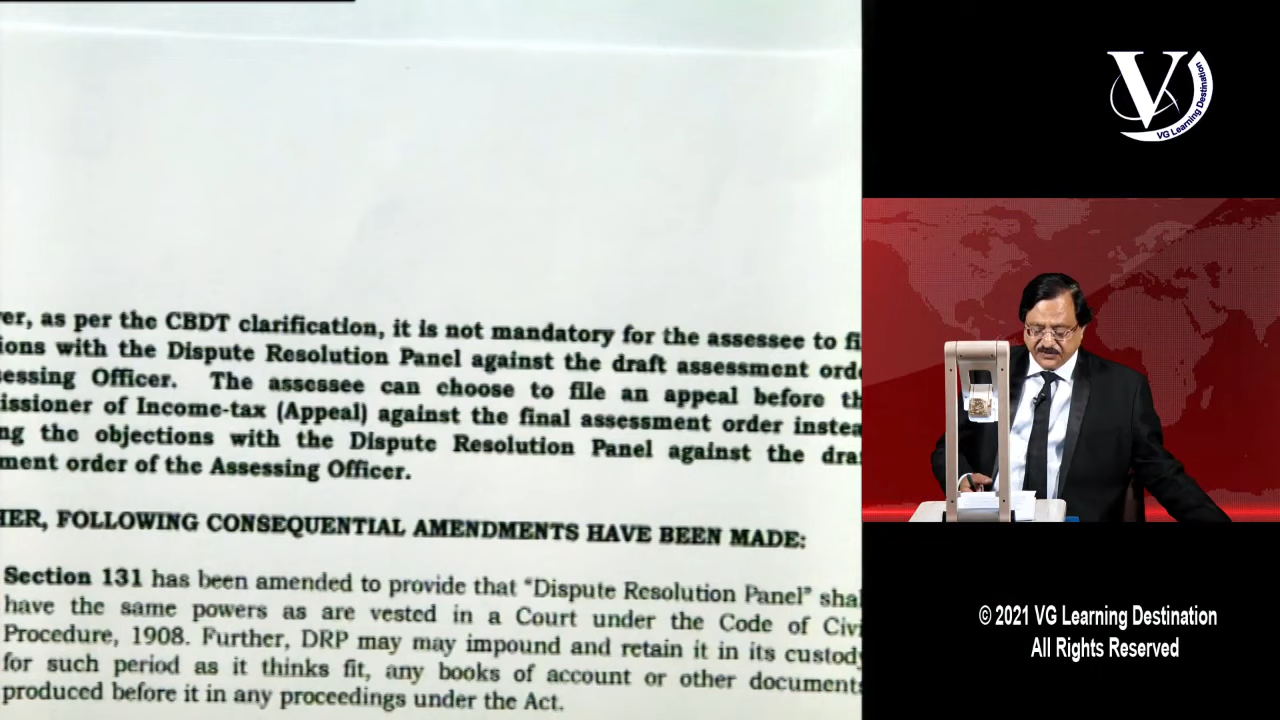 er, as per the CBDT clarification, it is not mandatory for the assessee to fi
ions with the Dispute Resolution Panel against the draft assessment ord
essing Officer. The assessee can choose to file an appeal before th
issioner of Income-tax (Appeal) against the final assessment order instea
ng the objections with the Dispute Resolution Panel against the dra
ment order of the Assessing Officer.
HER, FOLLOWING CONSEQUENTIAL AMENDMENTS HAVE BEEN MADE:
Section 131 has been amended to provide that “Dispute Resolution Panel” shal
have the same powers as are vested in a Court under the Code of Civi
Procedure, 1908. Further, DRP may may impound and retain it in its custody
for such period as it thinks fit, any books of account or other documents
produced before it in any proceedings under the Act.
V
VG Learning Destination
© 2021 VG Learning Destination
All Rights Reserved